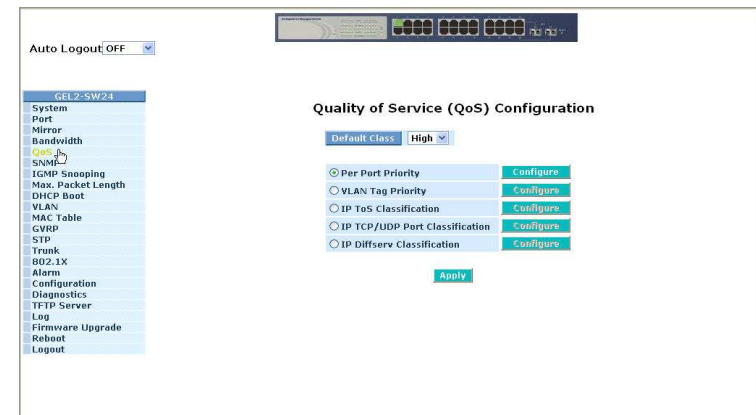 Auto Logout OFF
GEL2-SW24
System
Port
Mirror
Bandwidth
QoS
SNMP
IGMP Snooping
Max. Packet Length
DHCP Boot
VLAN
MAC Table
GVRP
STP
Trunk
802.1X
Alarm
Configuration
Diagnostics
TFTP Server
Log
Firmware Upgrade
Reboot
Logout
Quality of Service (QoS) Configuration
Default Class High
Per Port Priority Configure
VLAN Tag Priority Configure
IP ToS Classification Configure
IP TCP/UDP Port Classification Configure
IP Diffserv Classification Configure
Apply